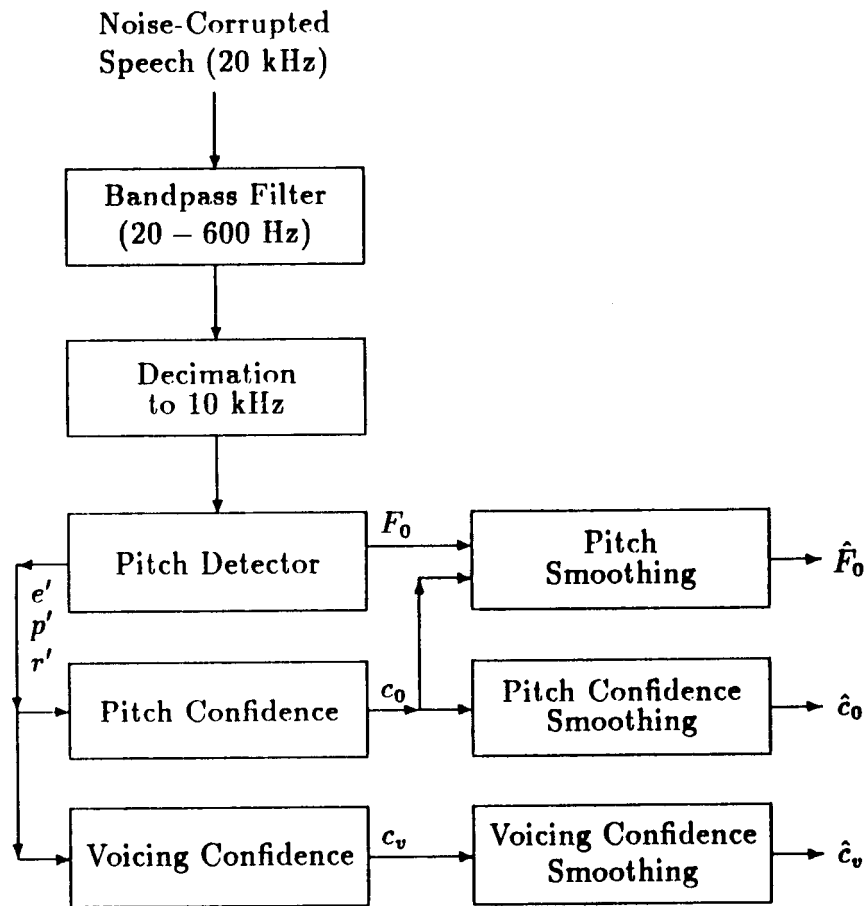 Noise-Corrupted
Speech (20 kHz)
Bandpass Filter
(20 – 600 Hz)
Decimation
to 10 kHz
Pitch Detector
F₀
Pitch
Smoothing
F̂₀
e′
p′
r′
Pitch Confidence
c₀
Pitch Confidence
Smoothing
ĉ₀
Voicing Confidence
cᵥ
Voicing Confidence
Smoothing
ĉᵥ